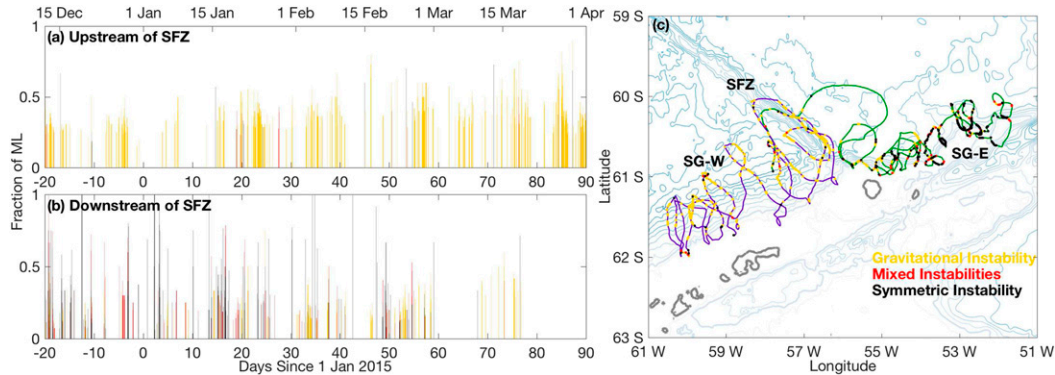 15 Dec 1 Jan 15 Jan 1 Feb 15 Feb 1 Mar 15 Mar 1 Apr
(a) Upstream of SFZ
1
0.5
0
-20 -10 0 10 20 30 40 50 60 70 80 90
Fraction of ML
(b) Downstream of SFZ
1
0.5
0
-20 -10 0 10 20 30 40 50 60 70 80 90
Days Since 1 Jan 2015
(c)
59 S
60 S
61 S
62 S
63 S
Latitude
SFZ
SG-W
SG-E
Gravitational Instability
Mixed Instabilities
Symmetric Instability
61 W 59 W 57 W 55 W 53 W 51 W
Longitude